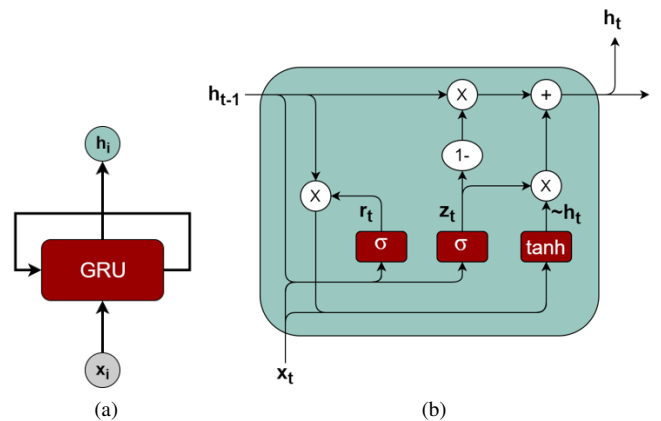 hᵢ
GRU
xᵢ
(a)
hₜ
hₜ₋₁
X
+
1-
X
X
rₜ
zₜ
~hₜ
σ
σ
tanh
xₜ
(b)